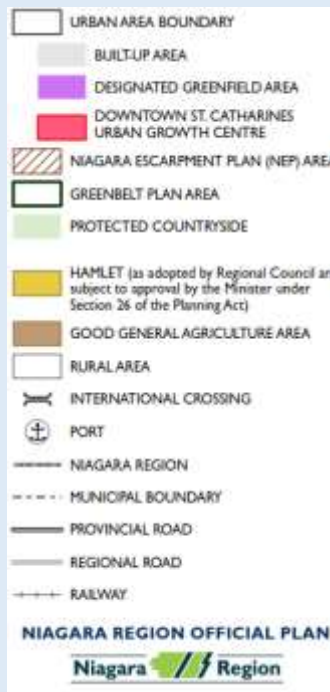 URBAN AREA BOUNDARY
BUILT-UP AREA
DESIGNATED GREENFIELD AREA
DOWNTOWN ST. CATHARINES
URBAN GROWTH CENTRE
NIAGARA ESCARPMENT PLAN (NEP) AREA
GREENBELT PLAN AREA
PROTECTED COUNTRYSIDE
HAMLET (as adopted by Regional Council an
subject to approval by the Minister under
Section 26 of the Planning Act)
GOOD GENERAL AGRICULTURE AREA
RURAL AREA
INTERNATIONAL CROSSING
PORT
NIAGARA REGION
MUNICIPAL BOUNDARY
PROVINCIAL ROAD
REGIONAL ROAD
RAILWAY
NIAGARA REGION OFFICIAL PLAN
Niagara Region